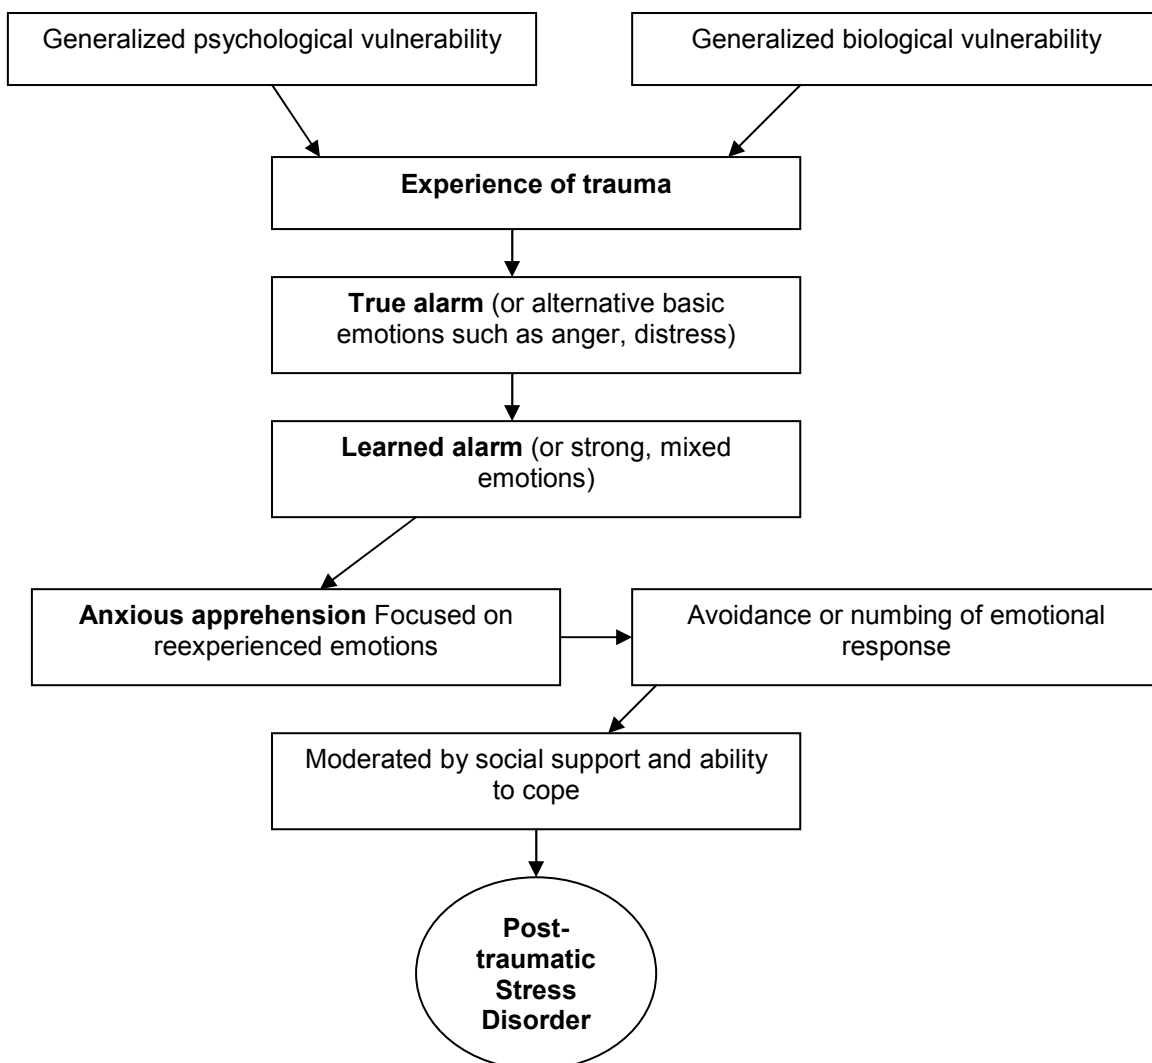 Generalized psychological vulnerability
Generalized biological vulnerability
Experience of trauma
True alarm (or alternative basic
emotions such as anger, distress)
Learned alarm (or strong, mixed
emotions)
Anxious apprehension Focused on
reexperienced emotions
Avoidance or numbing of emotional
response
Moderated by social support and ability
to cope
Post-
traumatic
Stress
Disorder